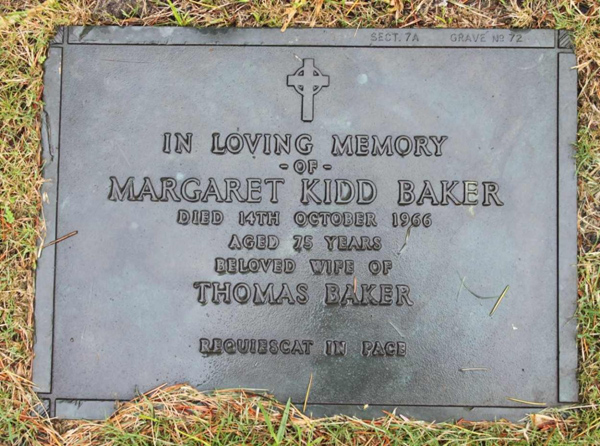 SECT. 7A GRAVE No 72
IN LOVING MEMORY
- OF -
MARGARET KIDD BAKER
DIED 14TH OCTOBER 1966
AGED 75 YEARS
BELOVED WIFE OF
THOMAS BAKER
REQUIESCAT IN PACE